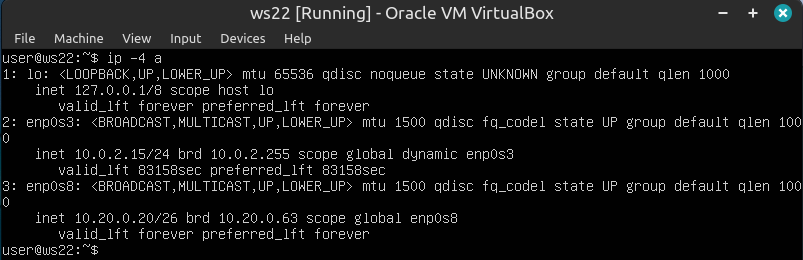 ws22 [Running] - Oracle VM VirtualBox
File Machine View Input Devices Help
user@ws22:~$ ip -4 a
1: lo: <LOOPBACK,UP,LOWER_UP> mtu 65536 qdisc noqueue state UNKNOWN group default qlen 1000
    inet 127.0.0.1/8 scope host lo
       valid_lft forever preferred_lft forever
2: enp0s3: <BROADCAST,MULTICAST,UP,LOWER_UP> mtu 1500 qdisc fq_codel state UP group default qlen 100
0
    inet 10.0.2.15/24 brd 10.0.2.255 scope global dynamic enp0s3
       valid_lft 83158sec preferred_lft 83158sec
3: enp0s8: <BROADCAST,MULTICAST,UP,LOWER_UP> mtu 1500 qdisc fq_codel state UP group default qlen 100
0
    inet 10.20.0.20/26 brd 10.20.0.63 scope global enp0s8
       valid_lft forever preferred_lft forever
user@ws22:~$